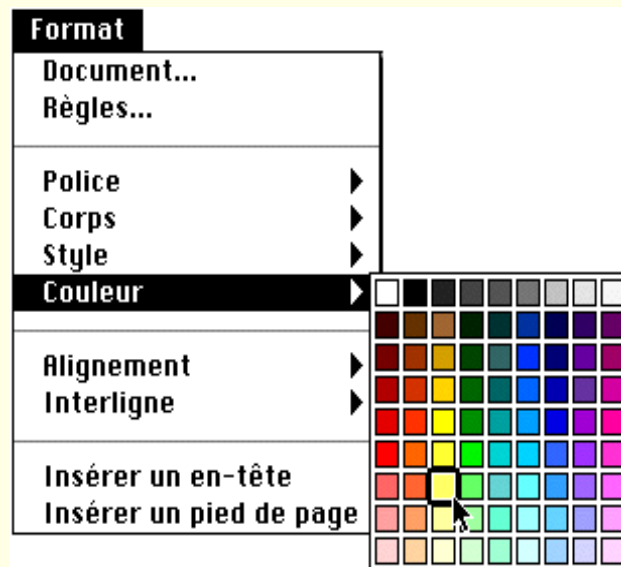 Format
Document...
Règles...
Police
Corps
Style
Couleur
Alignement
Interligne
Insérer un en-tête
Insérer un pied de page